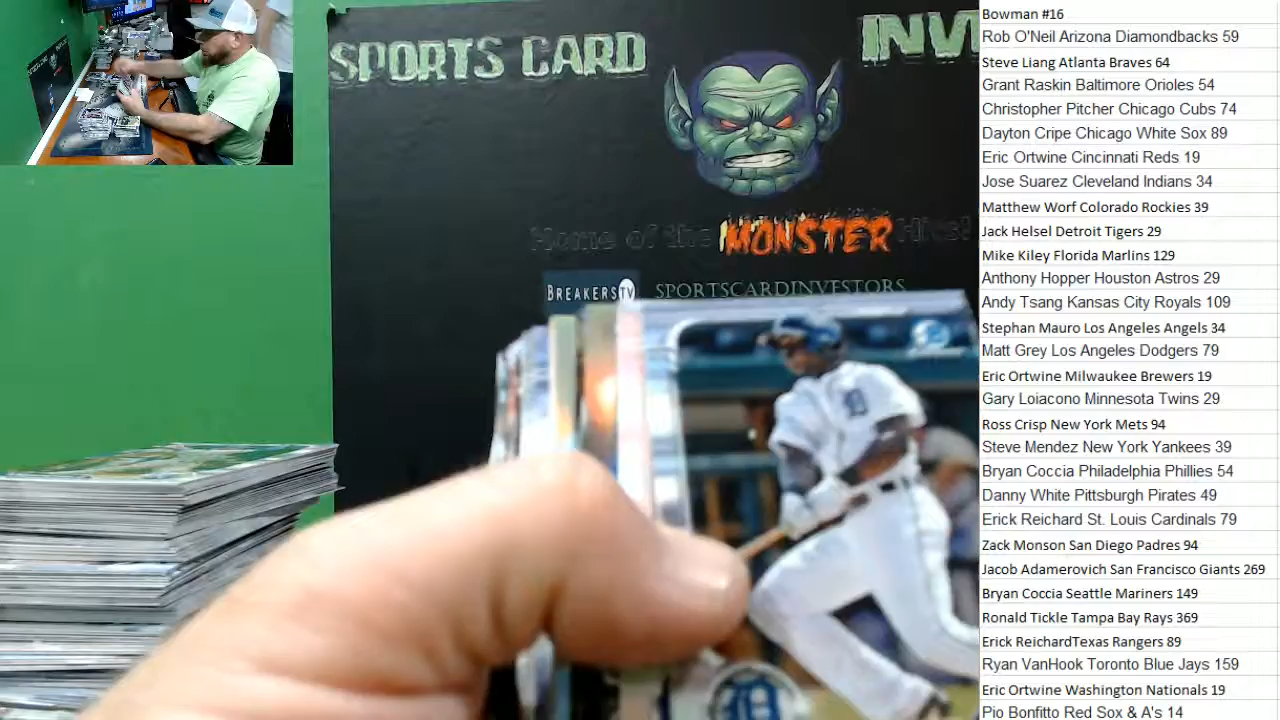 SPORTS CARD INV
Home of the MONSTER Hits!
BREAKERS TV SPORTSCARDINVESTORS
D
D
Bowman #16
Rob O'Neil Arizona Diamondbacks 59
Steve Liang Atlanta Braves 64
Grant Raskin Baltimore Orioles 54
Christopher Pitcher Chicago Cubs 74
Dayton Cripe Chicago White Sox 89
Eric Ortwine Cincinnati Reds 19
Jose Suarez Cleveland Indians 34
Matthew Worf Colorado Rockies 39
Jack Helsel Detroit Tigers 29
Mike Kiley Florida Marlins 129
Anthony Hopper Houston Astros 29
Andy Tsang Kansas City Royals 109
Stephan Mauro Los Angeles Angels 34
Matt Grey Los Angeles Dodgers 79
Eric Ortwine Milwaukee Brewers 19
Gary Loiacono Minnesota Twins 29
Ross Crisp New York Mets 94
Steve Mendez New York Yankees 39
Bryan Coccia Philadelphia Phillies 54
Danny White Pittsburgh Pirates 49
Erick Reichard St. Louis Cardinals 79
Zack Monson San Diego Padres 94
Jacob Adamerovich San Francisco Giants 269
Bryan Coccia Seattle Mariners 149
Ronald Tickle Tampa Bay Rays 369
Erick ReichardTexas Rangers 89
Ryan VanHook Toronto Blue Jays 159
Eric Ortwine Washington Nationals 19
Pio Bonfitto Red Sox & A's 14